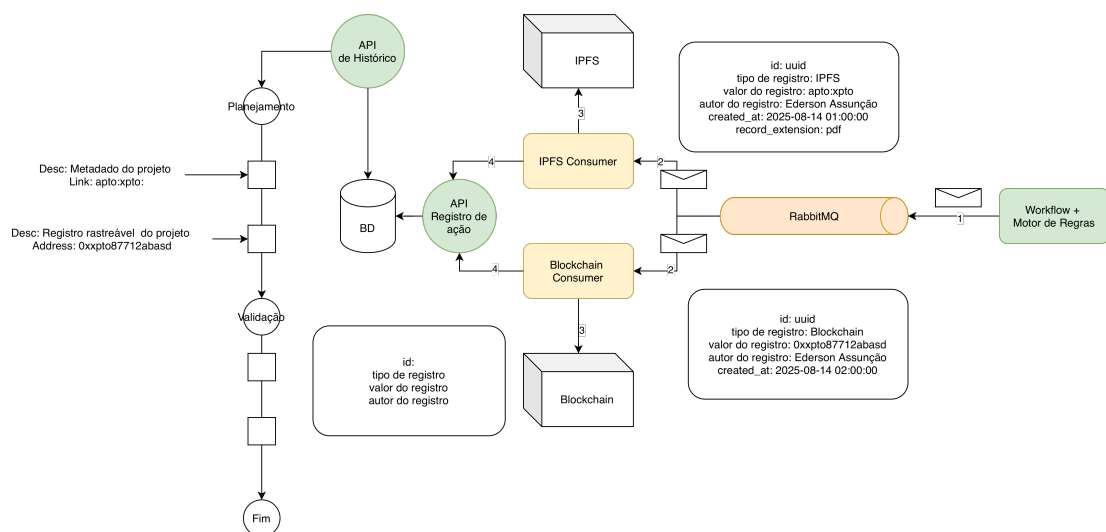 API
de Histórico
IPFS
id: uuid
tipo de registro: IPFS
valor do registro: apto:xpto
autor do registro: Ederson Assunção
created_at: 2025-08-14 01:00:00
record_extension: pdf
Planejamento
3
IPFS Consumer
4
2
Desc: Metadado do projeto
Link: apto:xpto:
BD
API
Registro de
ação
RabbitMQ
1
Workflow +
Motor de Regras
Desc: Registro rastreável do projeto
Address: 0xxpto87712abasd
Blockchain
Consumer
4
2
Validação
3
id: uuid
tipo de registro: Blockchain
valor do registro: 0xxpto87712abasd
autor do registro: Ederson Assunção
created_at: 2025-08-14 02:00:00
id:
tipo de registro
valor do registro
autor do registro
Blockchain
Fim